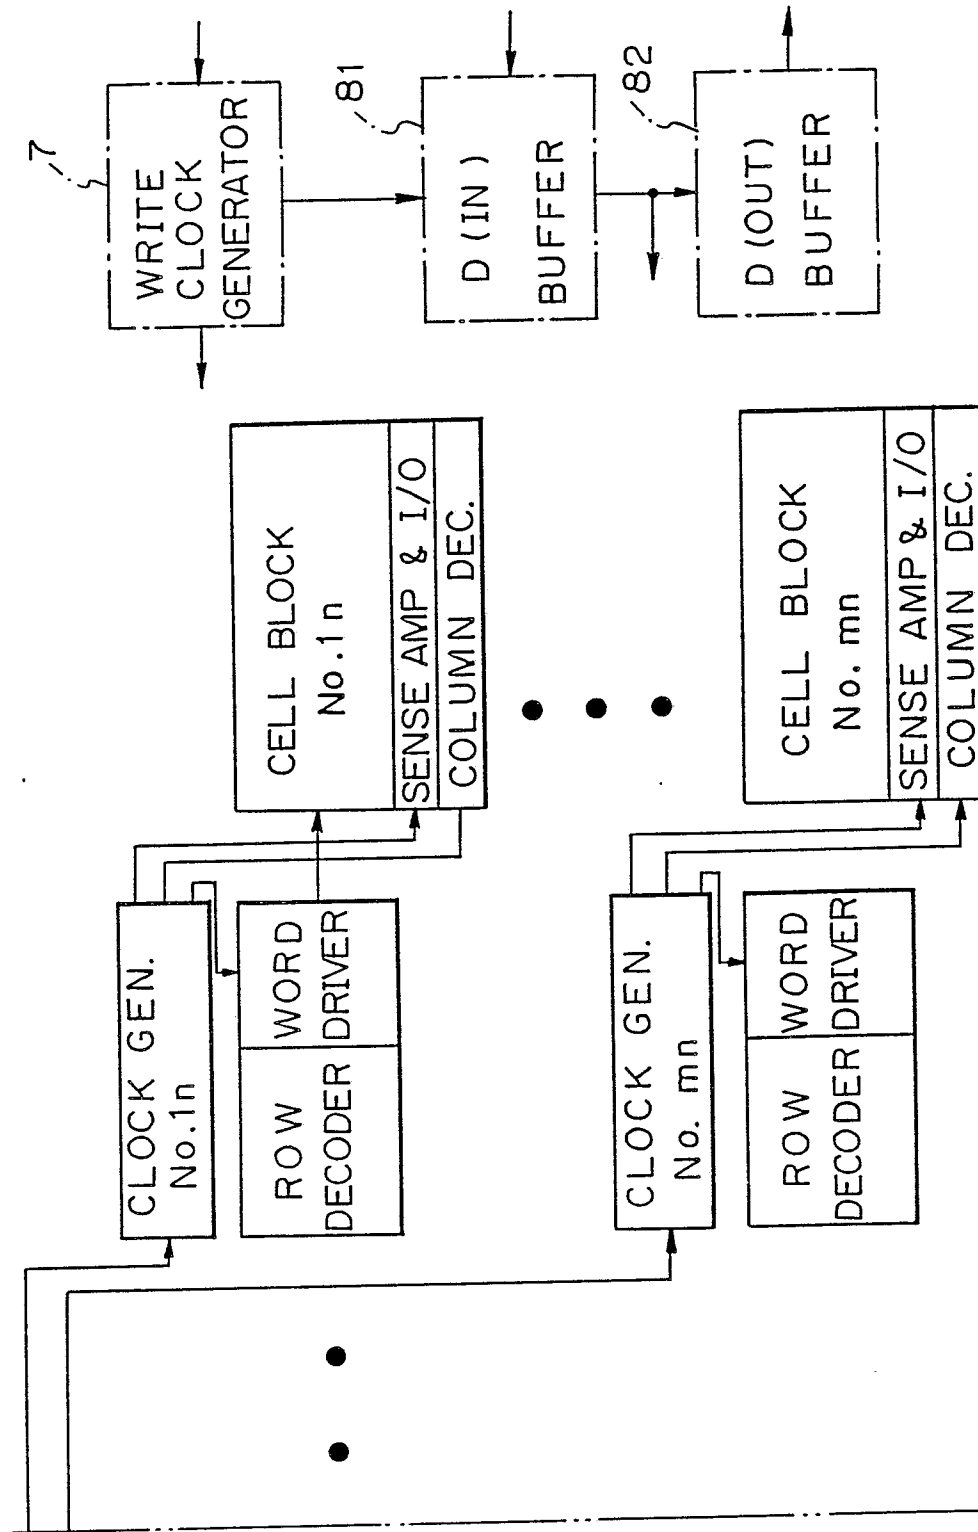 7
WRITE
CLOCK
GENERATOR
81
D (IN)
BUFFER
82
D(OUT)
BUFFER
CELL BLOCK
No.1n
SENSE AMP & I/O
COLUMN DEC.
CELL BLOCK
No. mn
SENSE AMP & I/O
COLUMN DEC.
CLOCK GEN.
No.1n
ROW
DECODER
WORD
DRIVER
CLOCK GEN.
No. mn
ROW
DECODER
WORD
DRIVER